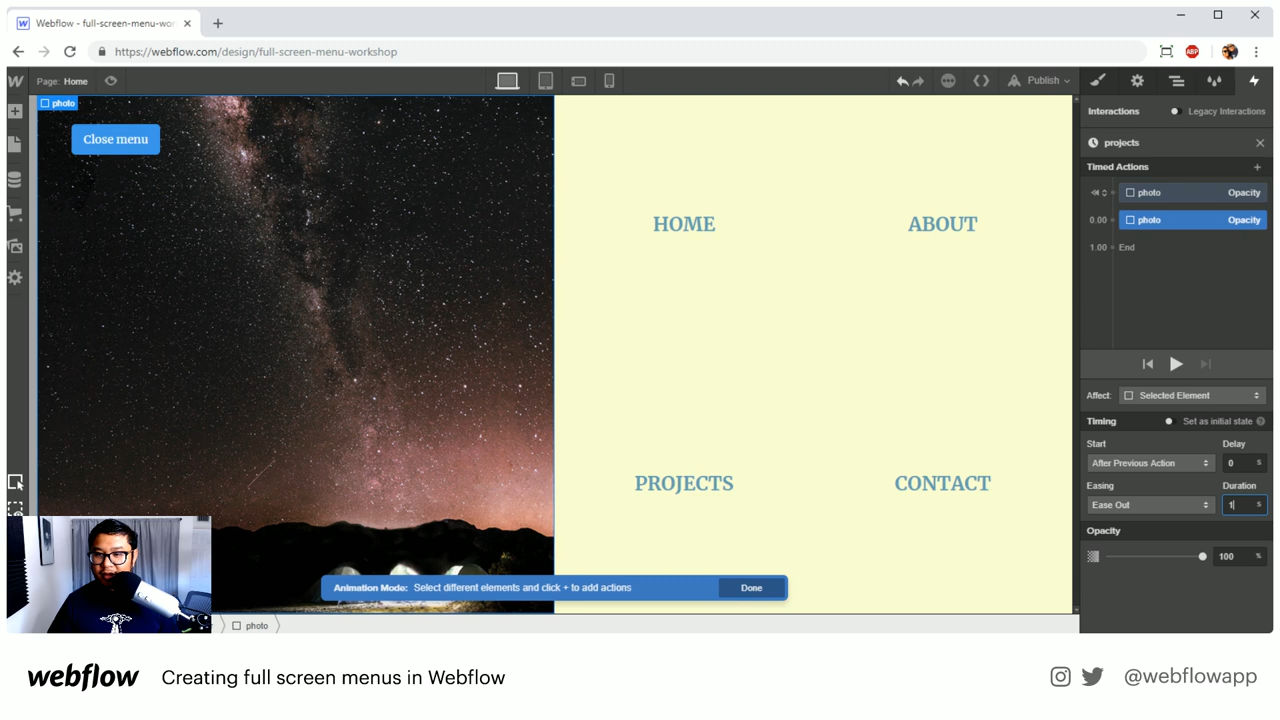 Webflow - full-screen-menu-wor
https://webflow.com/design/full-screen-menu-workshop
ABP
Page: Home
Publish
photo
Close menu
HOME
ABOUT
PROJECTS
CONTACT
Animation Mode: Select different elements and click + to add actions
Done
photo
Interactions
Legacy Interactions
projects
Timed Actions
photo
Opacity
0.00
photo
Opacity
1.00
End
Affect:
Selected Element
Timing
Set as initial state
Start
Delay
After Previous Action
0
S
Easing
Duration
Ease Out
1
S
Opacity
100
%
webflow
Creating full screen menus in Webflow
@webflowapp